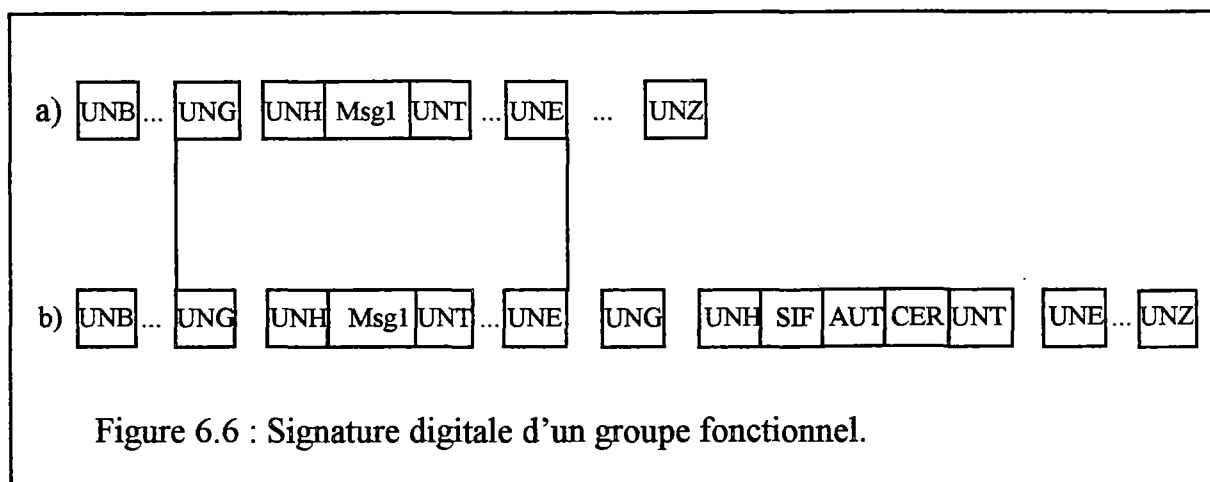 a) UNB ... UNG UNH Msg1 UNT ... UNE ... UNZ
b) UNB ... UNG UNH Msg1 UNT ... UNE UNG UNH SIF AUT CER UNT UNE ... UNZ
Figure 6.6 : Signature digitale d'un groupe fonctionnel.